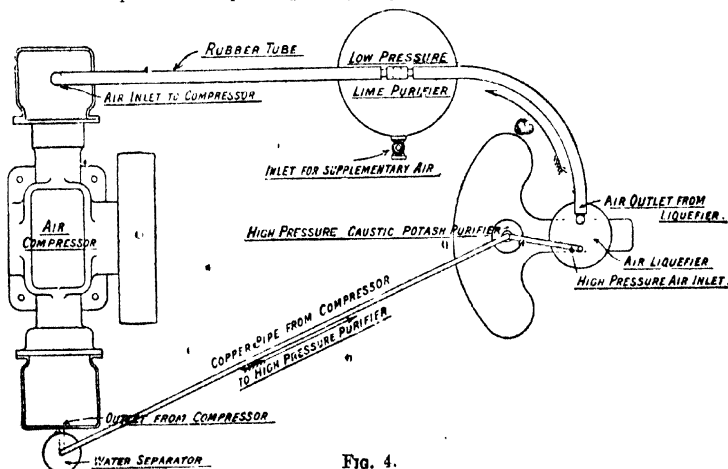 RUBBER TUBE
LOW PRESSURE
LIME PURIFIER
AIR INLET TO COMPRESSOR
INLET FOR SUPPLEMENTARY AIR
AIR OUTLET FROM
LIQUEFIER.
AIR
COMPRESSOR
HIGH PRESSURE CAUSTIC POTASH PURIFIER
AIR LIQUEFIER
HIGH PRESSURE AIR INLET.
COPPER PIPE FROM COMPRESSOR
TO HIGH PRESSURE PURIFIER
OUTLET FROM COMPRESSOR
WATER SEPARATOR
FIG. 4.